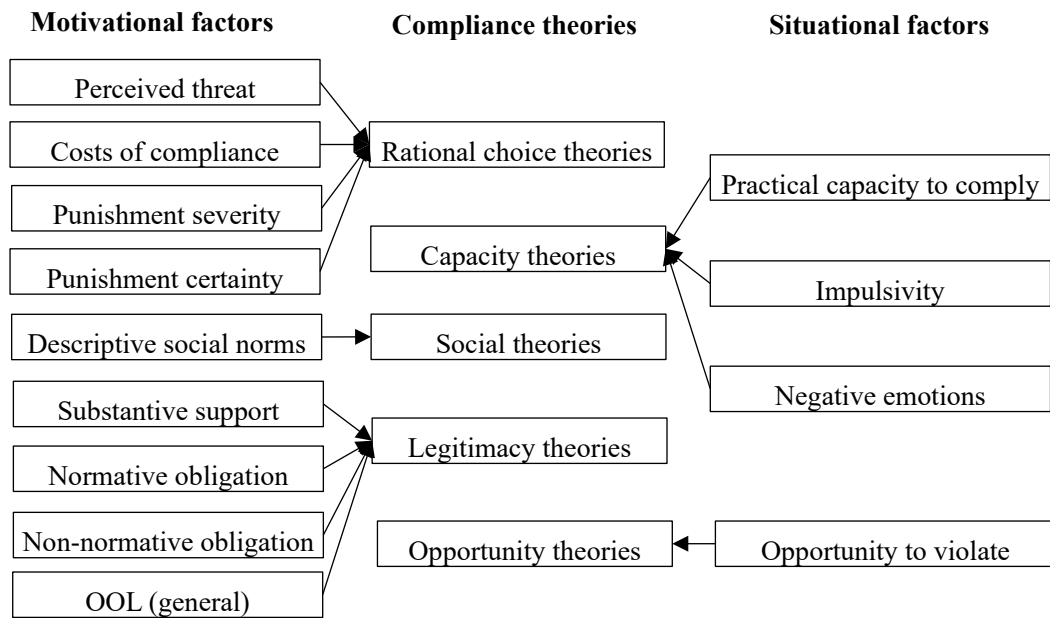 Motivational factors
Compliance theories
Situational factors
Perceived threat
Costs of compliance
Punishment severity
Punishment certainty
Descriptive social norms
Substantive support
Normative obligation
Non-normative obligation
OOL (general)
Rational choice theories
Capacity theories
Social theories
Legitimacy theories
Opportunity theories
Practical capacity to comply
Impulsivity
Negative emotions
Opportunity to violate